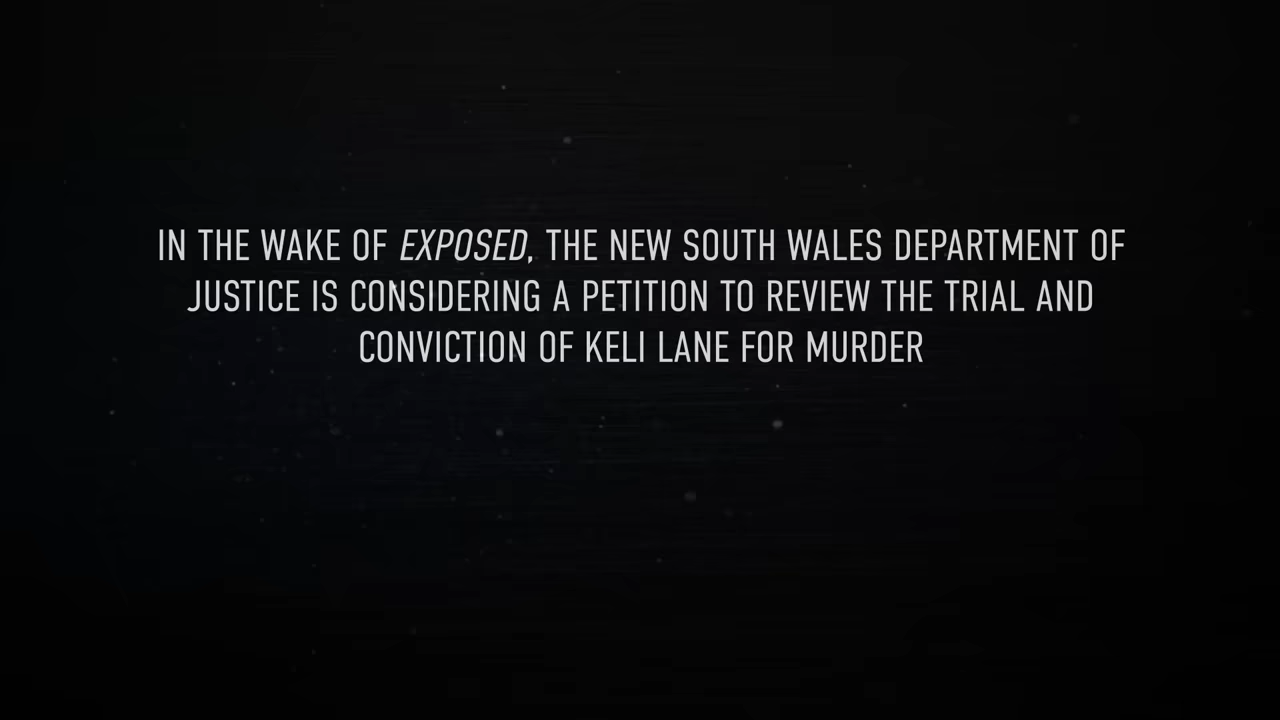 IN THE WAKE OF EXPOSED, THE NEW SOUTH WALES DEPARTMENT OF
JUSTICE IS CONSIDERING A PETITION TO REVIEW THE TRIAL AND
CONVICTION OF KELI LANE FOR MURDER